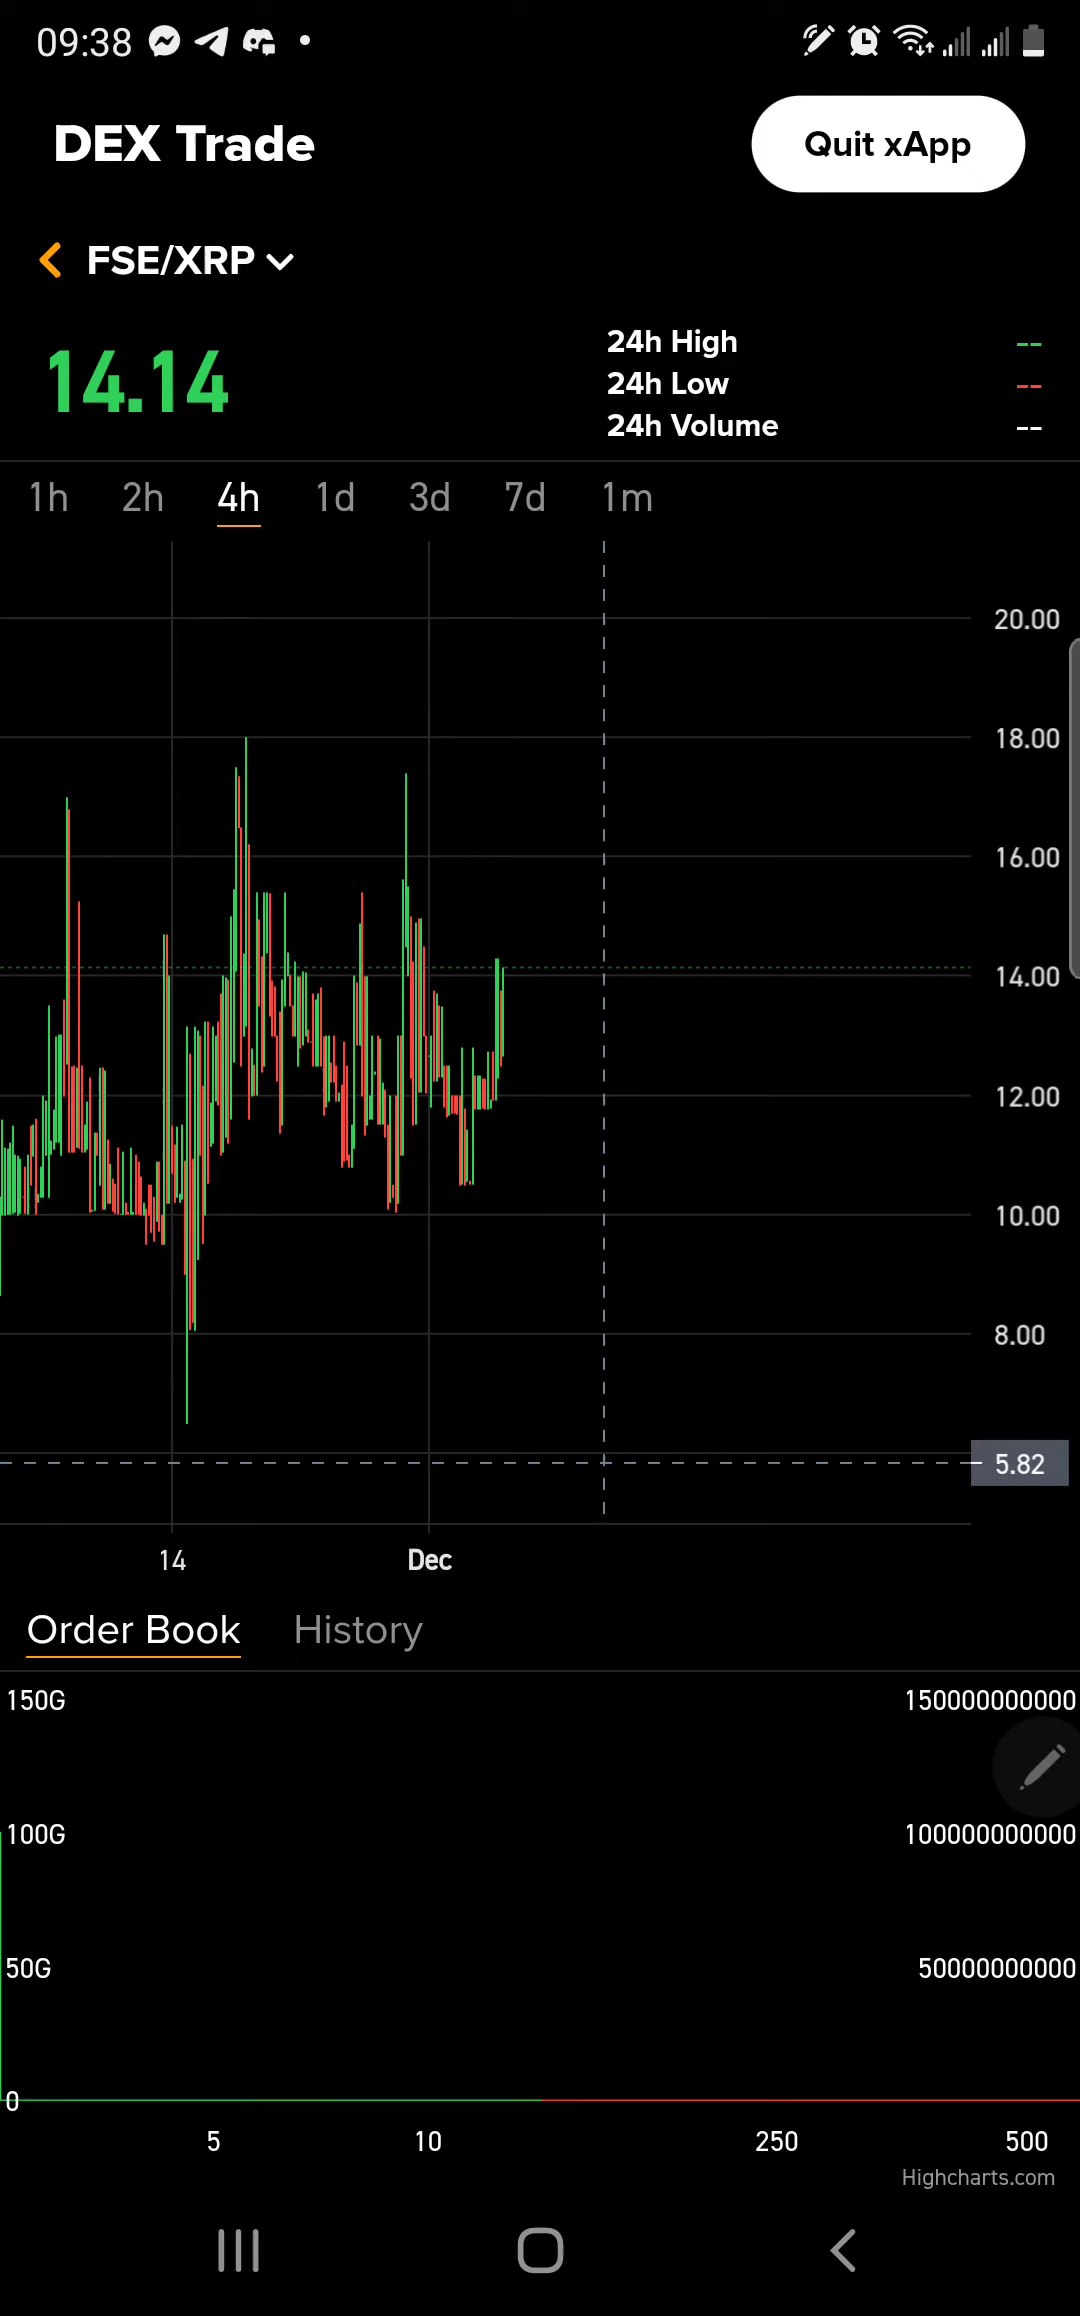 09:38
DEX Trade
Quit xApp
FSE/XRP
14.14
24h High --
24h Low --
24h Volume --
1h 2h 4h 1d 3d 7d 1m
20.00
18.00
16.00
14.00
12.00
10.00
8.00
5.82
14 Dec
Order Book History
150G 150000000000
100G 100000000000
50G 50000000000
0
5 10 250 500
Highcharts.com